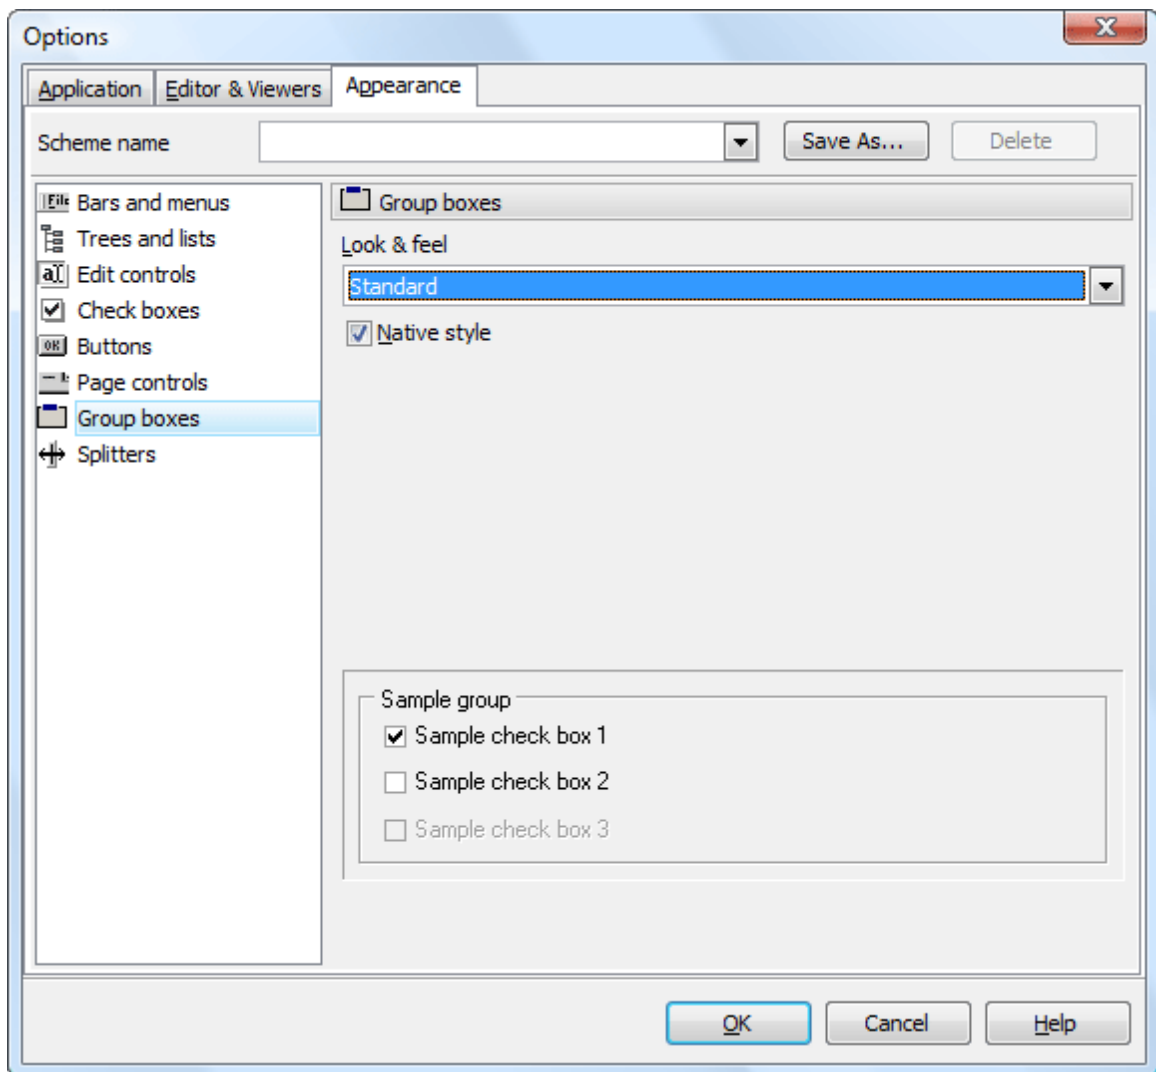 Options
Application Editor & Viewers Appearance
Scheme name Save As... Delete
Bars and menus
Trees and lists
Edit controls
Check boxes
Buttons
Page controls
Group boxes
Splitters
Group boxes
Look & feel
Standard
Native style
Sample group
Sample check box 1
Sample check box 2
Sample check box 3
OK Cancel Help